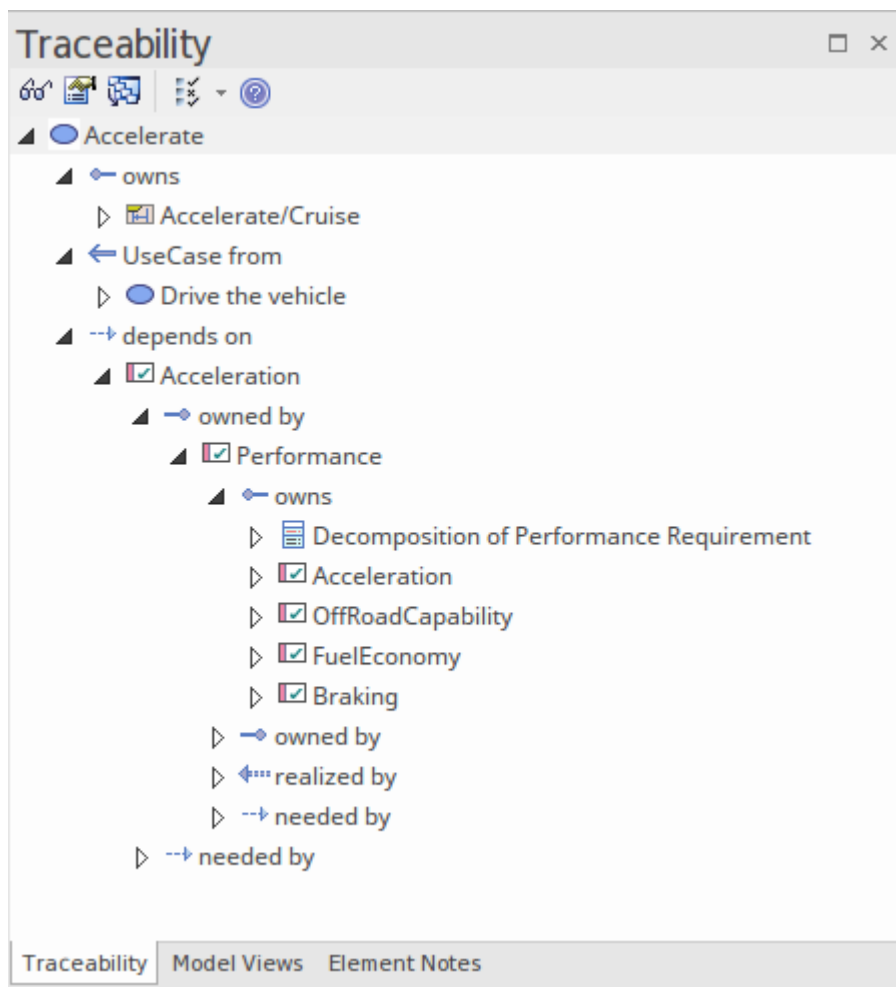 Traceability
Accelerate
owns
Accelerate/Cruise
UseCase from
Drive the vehicle
depends on
Acceleration
owned by
Performance
owns
Decomposition of Performance Requirement
Acceleration
OffRoadCapability
FuelEconomy
Braking
owned by
realized by
needed by
needed by
Traceability Model Views Element Notes